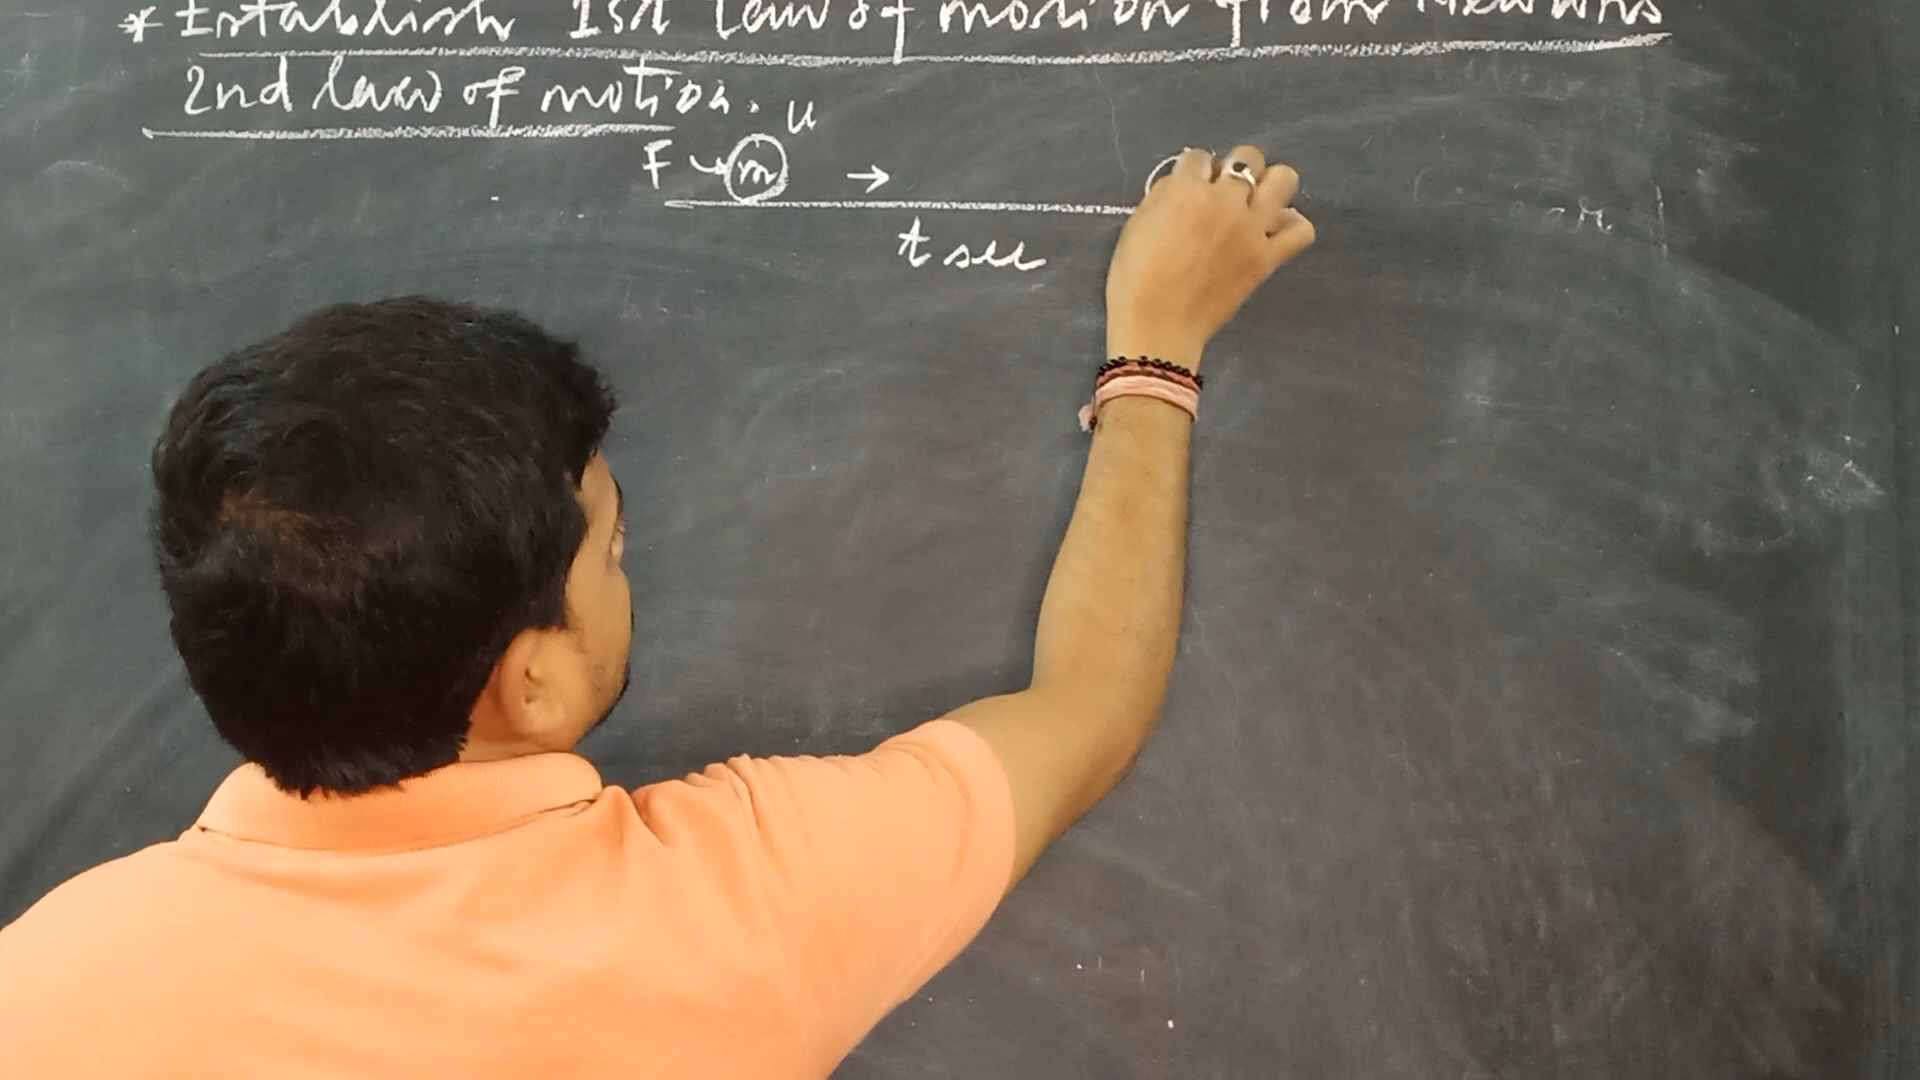 * Establish 1st law of motion from Newtons
2nd law of motion.
u
F m →
t sec